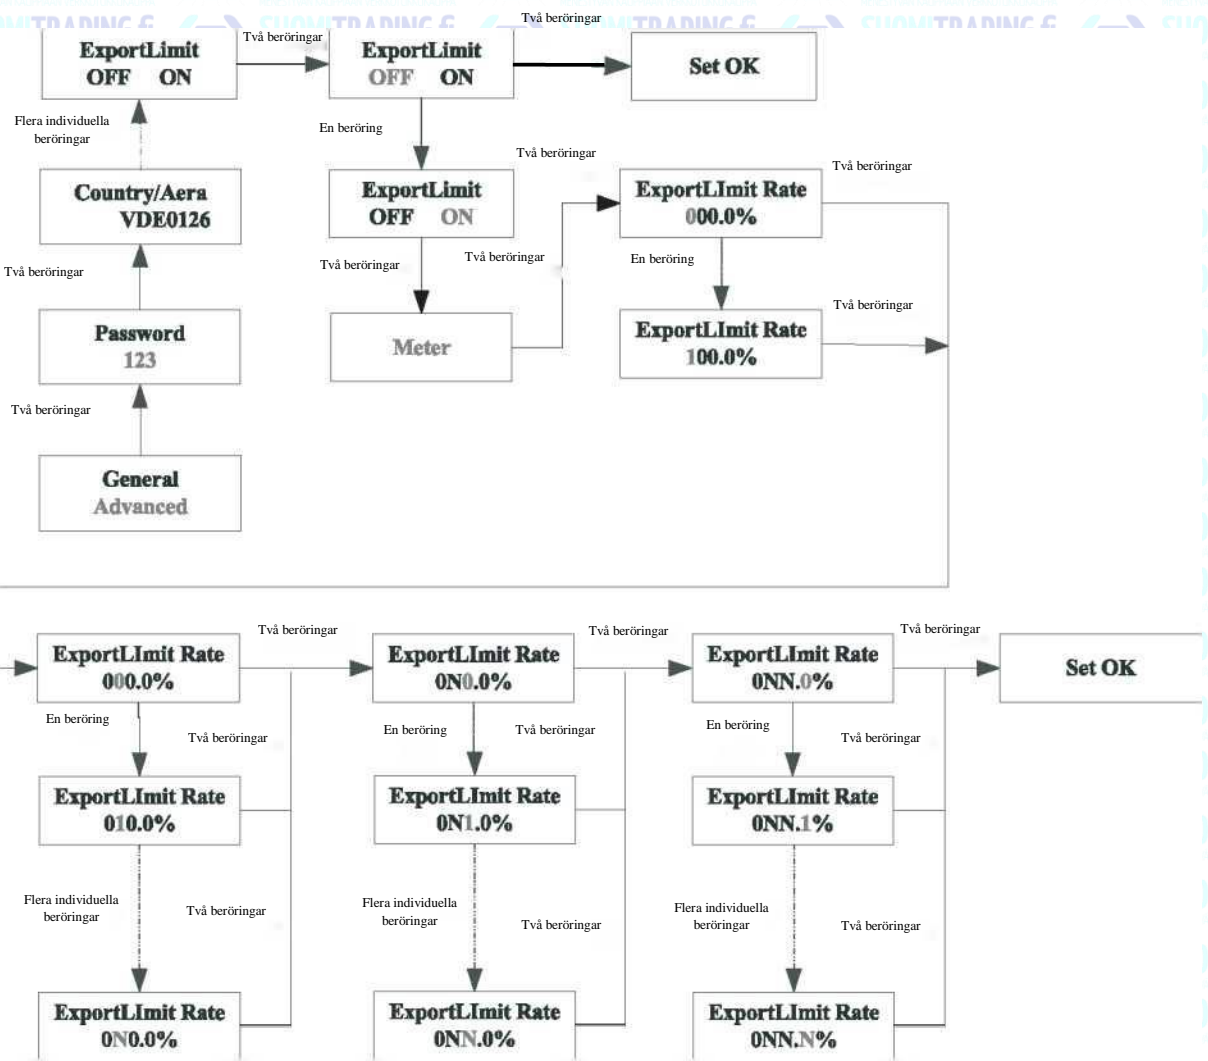 SUOMITRADING & SUOMITRADING & SUOMITRADING &
Två beröringar
Två beröringar
ExportLimit
OFF ON
ExportLimit
OFF ON
Set OK
Flera individuella
beröringar
En beröring
Två beröringar
Två beröringar
Country/Aera
VDE0126
ExportLimit
OFF ON
ExportLImit Rate
000.0%
Två beröringar
Två beröringar
Två beröringar
En beröring
Password
123
Meter
Två beröringar
ExportLImit Rate
100.0%
Två beröringar
General
Advanced
Två beröringar
Två beröringar
Två beröringar
ExportLImit Rate
000.0%
ExportLImit Rate
0N0.0%
ExportLImit Rate
0NN.0%
Set OK
En beröring
Två beröringar
En beröring
Två beröringar
En beröring
Två beröringar
ExportLImit Rate
010.0%
ExportLImit Rate
0N1.0%
ExportLImit Rate
0NN.1%
Flera individuella
beröringar
Två beröringar
Flera individuella
beröringar
Två beröringar
Flera individuella
beröringar
Två beröringar
ExportLImit Rate
0N0.0%
ExportLImit Rate
0NN.0%
ExportLImit Rate
0NN.N%